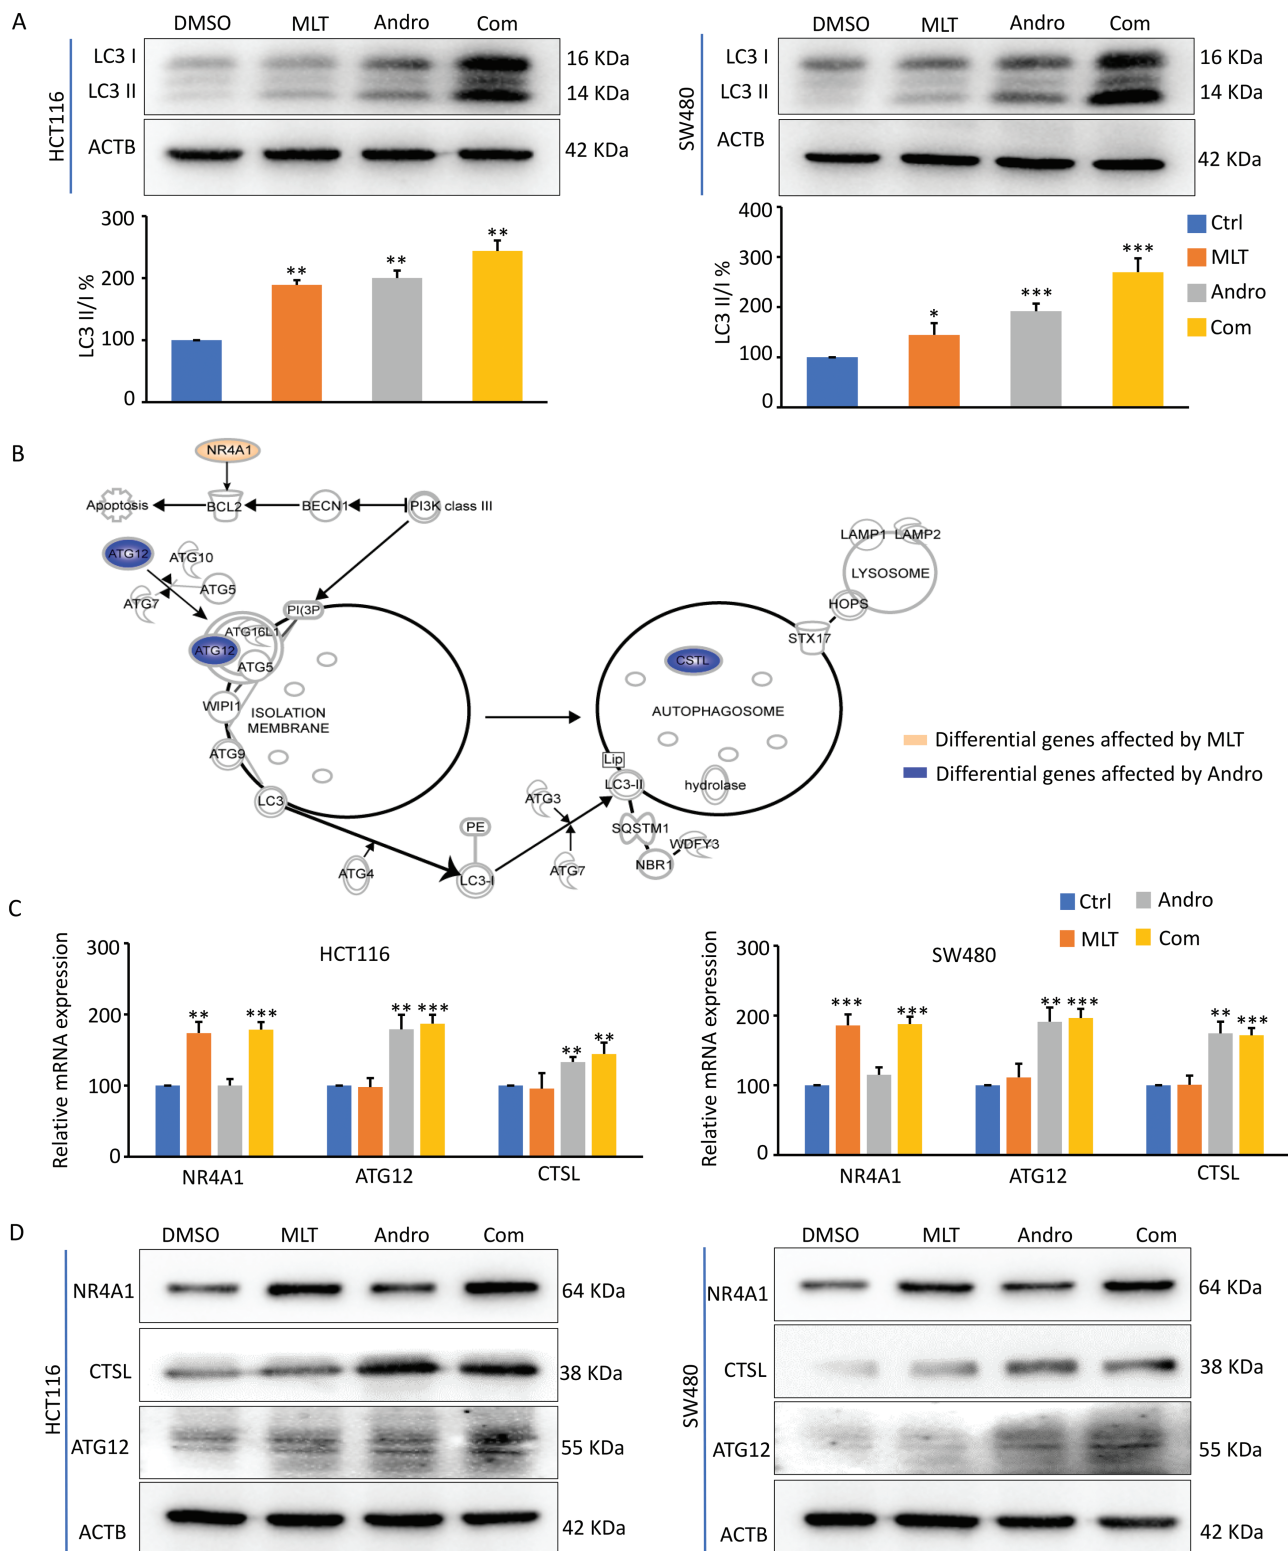 A
DMSO MLT Andro Com
HCT116
LC3 I 16 KDa
LC3 II 14 KDa
ACTB 42 KDa
DMSO MLT Andro Com
SW480
LC3 I 16 KDa
LC3 II 14 KDa
ACTB 42 KDa
LC3 II/I %
300
200
100
0
** ** **
LC3 II/I %
400
300
200
100
0
* *** ***
Ctrl
MLT
Andro
Com
B
NR4A1
Apoptosis BCL2 BECN1 PI3K class III
ATG12 ATG10
ATG7 ATG5
PI(3P
ATG16L1
ATG12
ATG5
WIPI1
ISOLATION
MEMBRANE
ATG9
LC3
ATG4
PE
LC3-I
ATG3
ATG7
LAMP1 LAMP2
LYSOSOME
HOPS
STX17
CSTL
AUTOPHAGOSOME
Lip
LC3-II hydrolase
SQSTM1
WDFY3
NBR1
Differential genes affected by MLT
Differential genes affected by Andro
C
Ctrl Andro
MLT Com
Relative mRNA expression
HCT116
300
200
100
0
** *** ** *** ** **
NR4A1 ATG12 CTSL
Relative mRNA expression
SW480
300
200
100
0
*** *** ** *** ** ***
NR4A1 ATG12 CTSL
D
DMSO MLT Andro Com
HCT116
NR4A1 64 KDa
CTSL 38 KDa
ATG12 55 KDa
ACTB 42 KDa
DMSO MLT Andro Com
SW480
NR4A1 64 KDa
CTSL 38 KDa
ATG12 55 KDa
ACTB 42 KDa